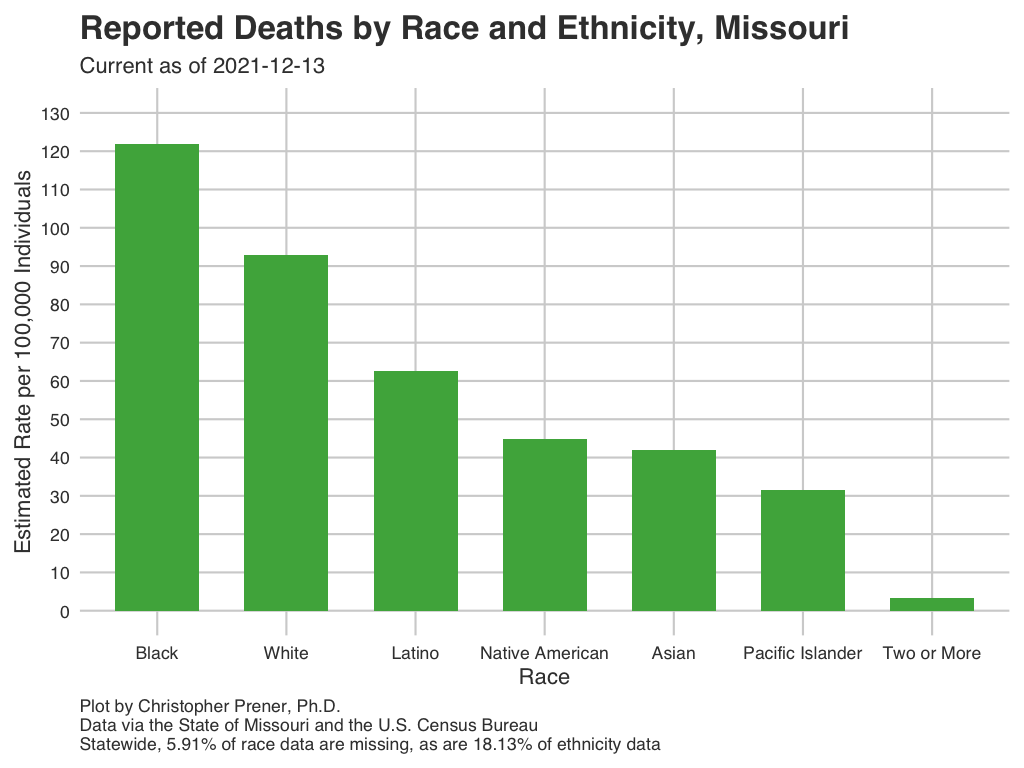 Reported Deaths by Race and Ethnicity, Missouri
Current as of 2021-12-13
Estimated Rate per 100,000 Individuals
130
120
110
100
90
80
70
60
50
40
30
20
10
0
Black White Latino Native American Asian Pacific Islander Two or More
Race
Plot by Christopher Prener, Ph.D.
Data via the State of Missouri and the U.S. Census Bureau
Statewide, 5.91% of race data are missing, as are 18.13% of ethnicity data